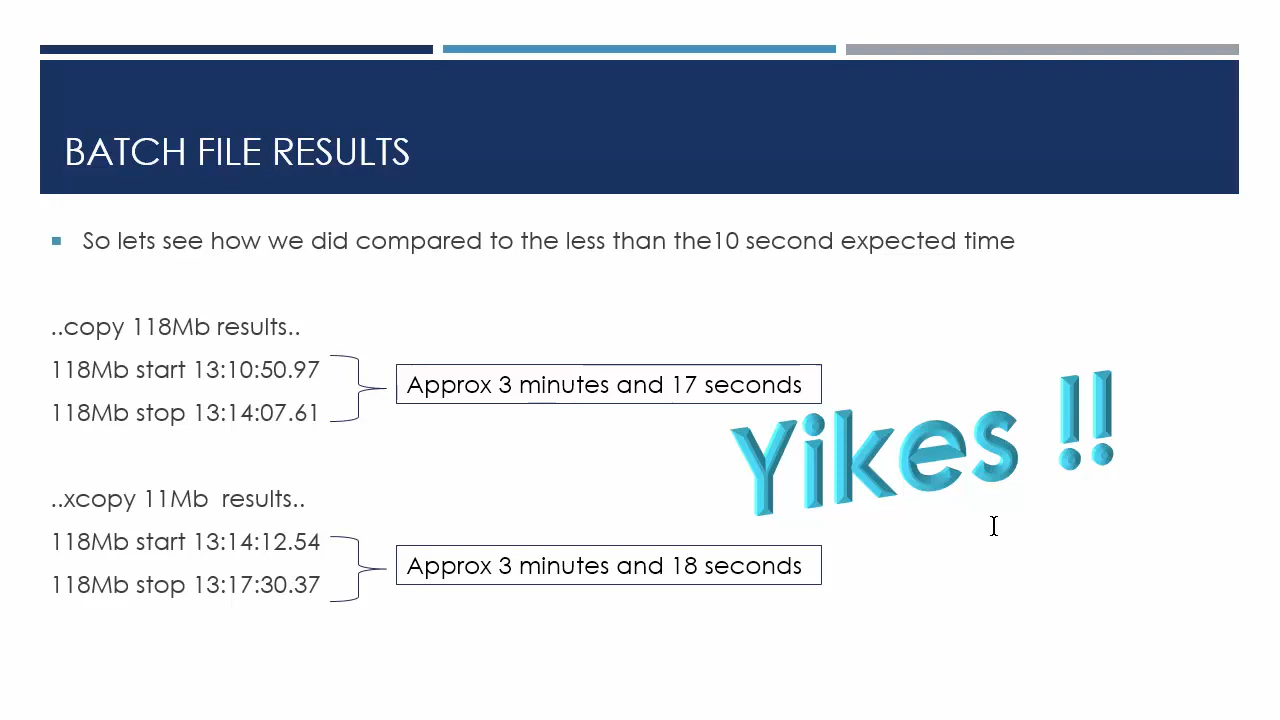 BATCH FILE RESULTS
So lets see how we did compared to the less than the10 second expected time
..copy 118Mb results..
118Mb start 13:10:50.97
118Mb stop 13:14:07.61
Approx 3 minutes and 17 seconds
Yikes !!
..xcopy 11Mb  results..
118Mb start 13:14:12.54
118Mb stop 13:17:30.37
Approx 3 minutes and 18 seconds